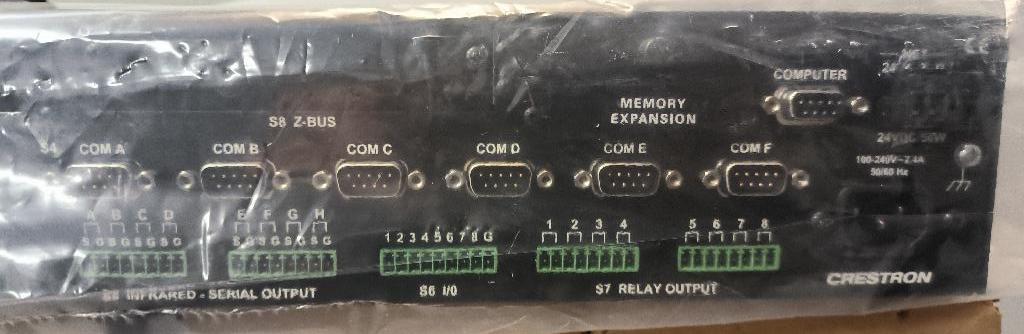 COMPUTER
MEMORY
EXPANSION
S8 Z-BUS
24VDC 50W
S4 COM A COM B COM C COM D COM E COM F
100-240V~2.4A
50/60 Hz
A B C D E F G H
1 2 3 4 5 6 7 8
S G S G S G S G S G S G S G S G 1 2 3 4 5 6 7 8 G
INFRARED - SERIAL OUTPUT S6 I/O S7 RELAY OUTPUT
CRESTRON